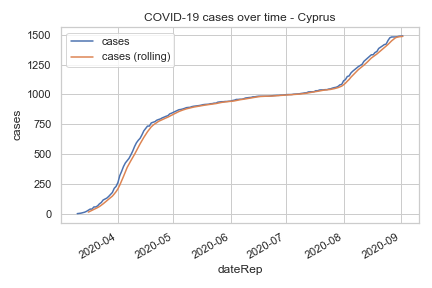 COVID-19 cases over time - Cyprus
cases
cases (rolling)
1500
1250
1000
750
500
250
0
cases
2020-04
2020-05
2020-06
2020-07
2020-08
2020-09
dateRep